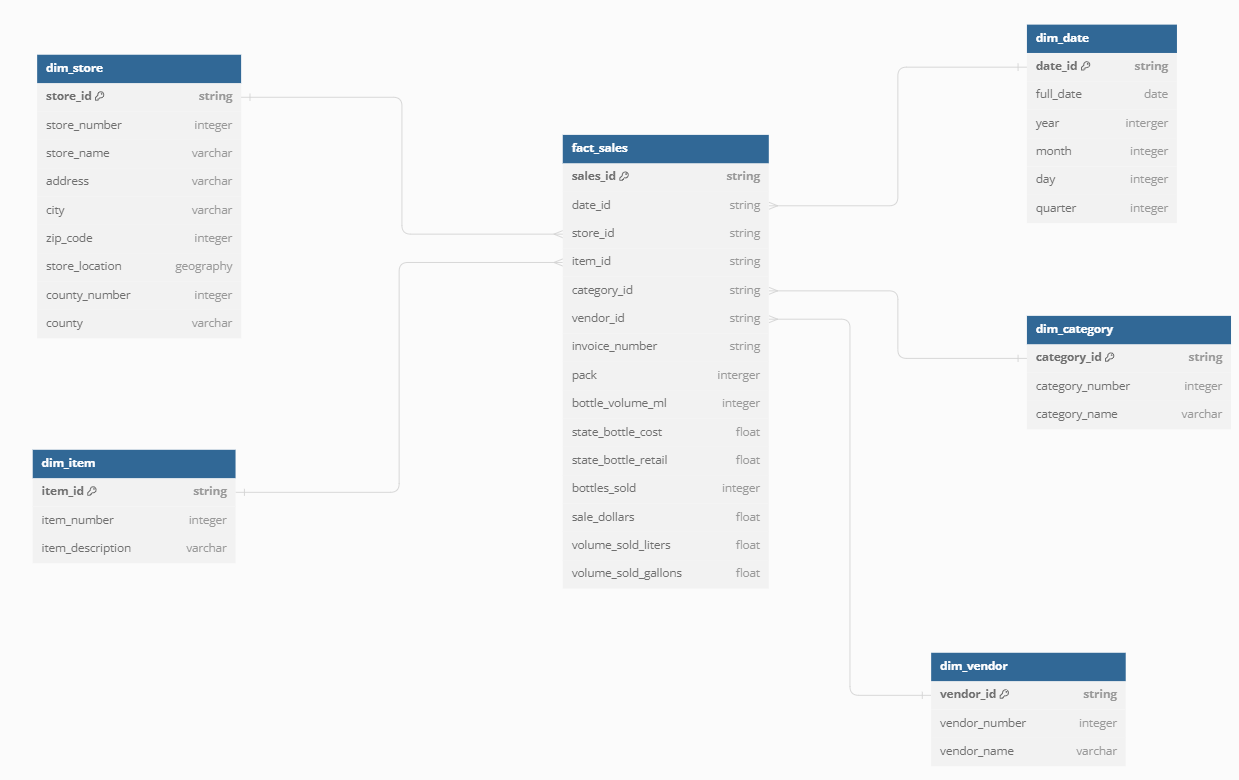 dim_store
store_id string
store_number integer
store_name varchar
address varchar
city varchar
zip_code integer
store_location geography
county_number integer
county varchar
dim_item
item_id string
item_number integer
item_description varchar
fact_sales
sales_id string
date_id string
store_id string
item_id string
category_id string
vendor_id string
invoice_number string
pack interger
bottle_volume_ml integer
state_bottle_cost float
state_bottle_retail float
bottles_sold integer
sale_dollars float
volume_sold_liters float
volume_sold_gallons float
dim_date
date_id string
full_date date
year interger
month integer
day integer
quarter integer
dim_category
category_id string
category_number integer
category_name varchar
dim_vendor
vendor_id string
vendor_number integer
vendor_name varchar